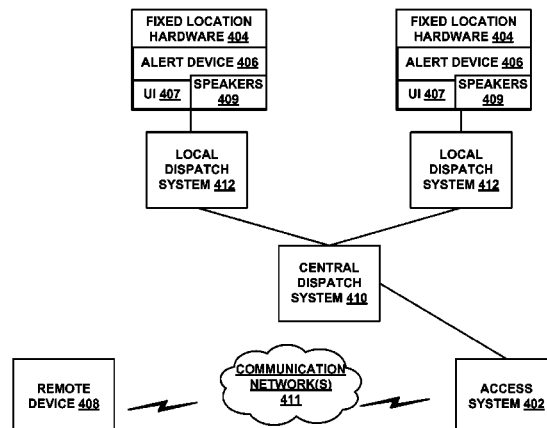 FIXED LOCATION
HARDWARE 404
ALERT DEVICE 406
UI 407
SPEAKERS
409
FIXED LOCATION
HARDWARE 404
ALERT DEVICE 406
UI 407
SPEAKERS
409
LOCAL
DISPATCH
SYSTEM 412
LOCAL
DISPATCH
SYSTEM 412
CENTRAL
DISPATCH
SYSTEM 410
REMOTE
DEVICE 408
COMMUNICATION
NETWORK(S)
411
ACCESS
SYSTEM 402